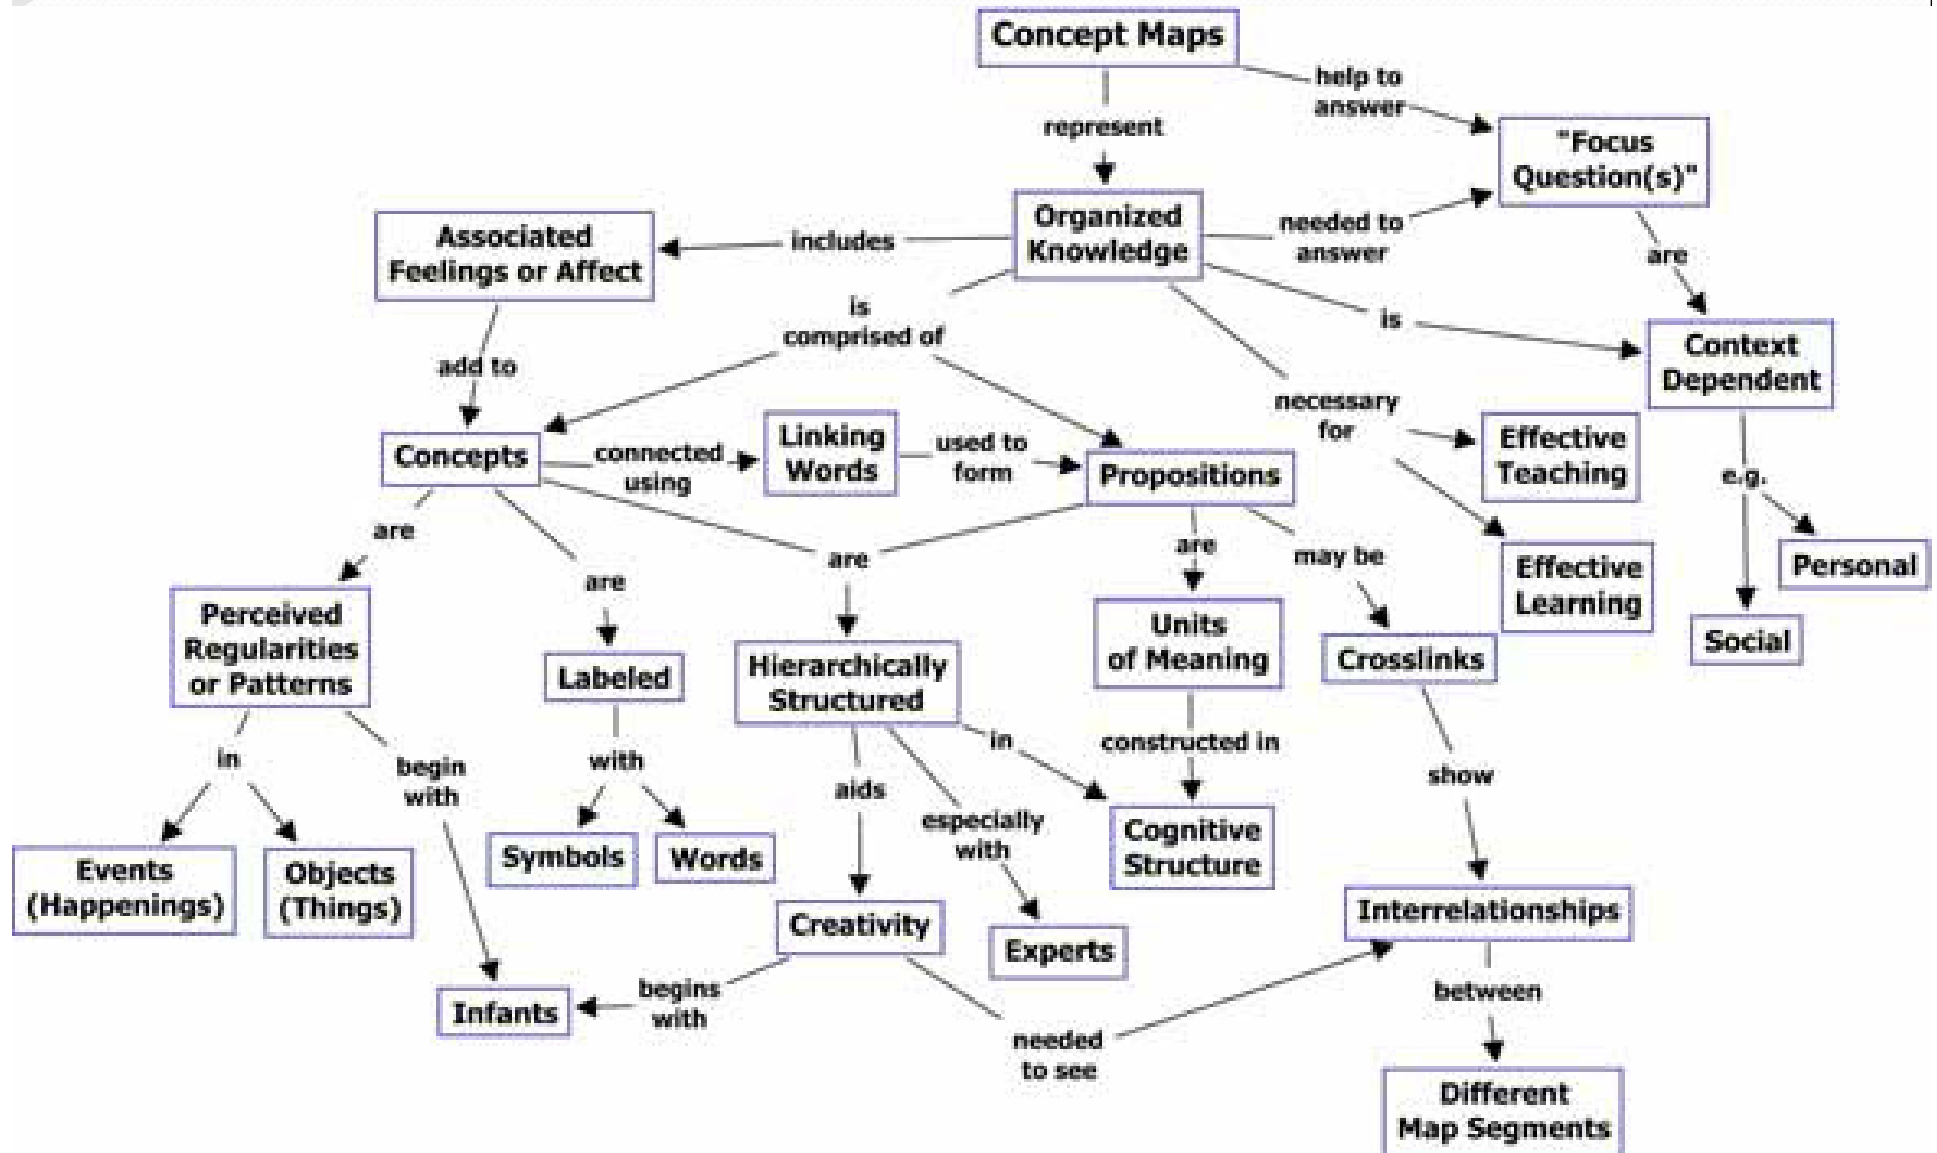 Concept Maps
help to
answer
represent
"Focus
Question(s)"
Organized
Knowledge
needed to
answer
includes
Associated
Feelings or Affect
are
is
comprised of
is
Context
Dependent
add to
necessary
for
Effective
Teaching
Concepts
connected
using
Linking
Words
used to
form
Propositions
e.g.
are
are
are
are
may be
Effective
Learning
Personal
Social
Perceived
Regularities
or Patterns
Labeled
Hierarchically
Structured
Units
of Meaning
Crosslinks
in
begin
with
with
aids
in
constructed in
show
especially
with
Events
(Happenings)
Objects
(Things)
Symbols
Words
Cognitive
Structure
Creativity
Experts
Interrelationships
Infants
begins
with
needed
to see
between
Different
Map Segments